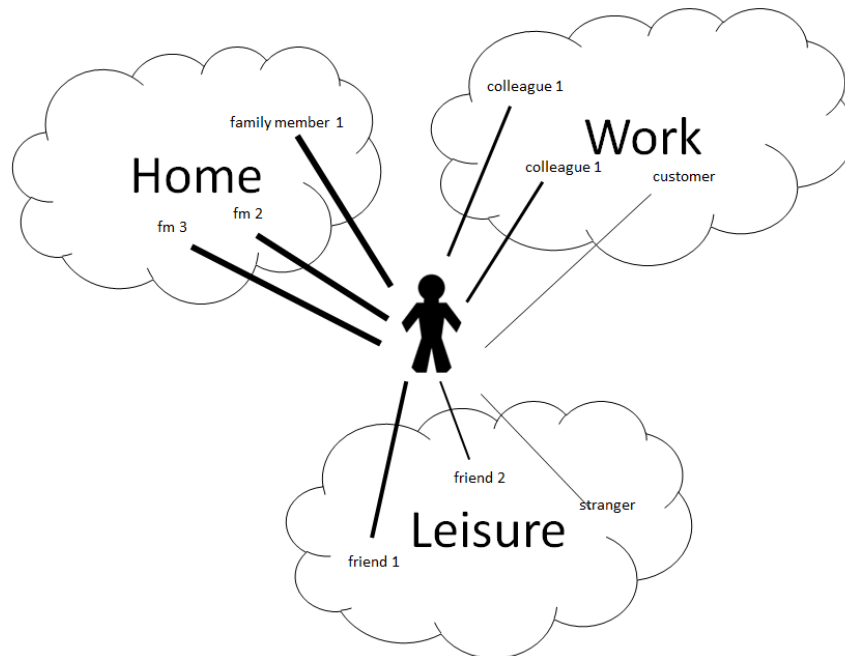 family member 1
Home
fm 2
fm 3
colleague 1
Work
colleague 1
customer
friend 2
stranger
Leisure
friend 1